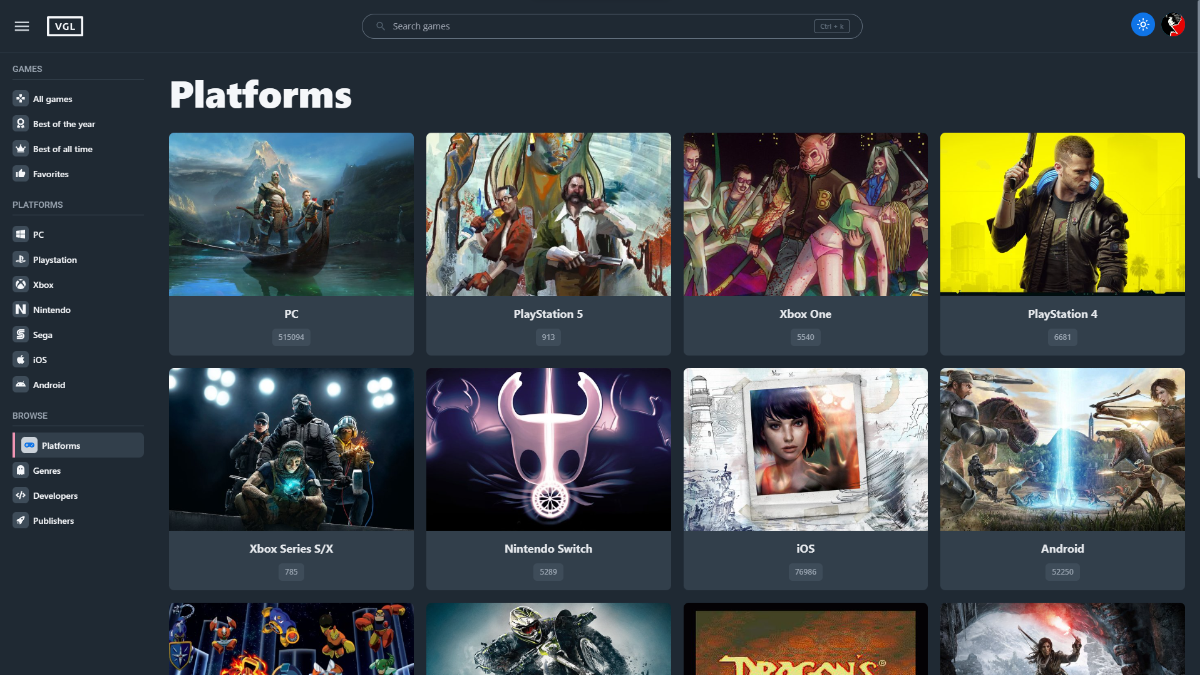 VGL
Search games
Ctrl + k
GAMES
All games
Best of the year
Best of all time
Favorites
PLATFORMS
PC
Playstation
Xbox
Nintendo
Sega
iOS
Android
BROWSE
Platforms
Genres
Developers
Publishers
Platforms
PC
515094
PlayStation 5
913
Xbox One
5540
B
PlayStation 4
6681
Xbox Series S/X
785
Nintendo Switch
5289
iOS
76986
Android
52250
DRAGON'S®